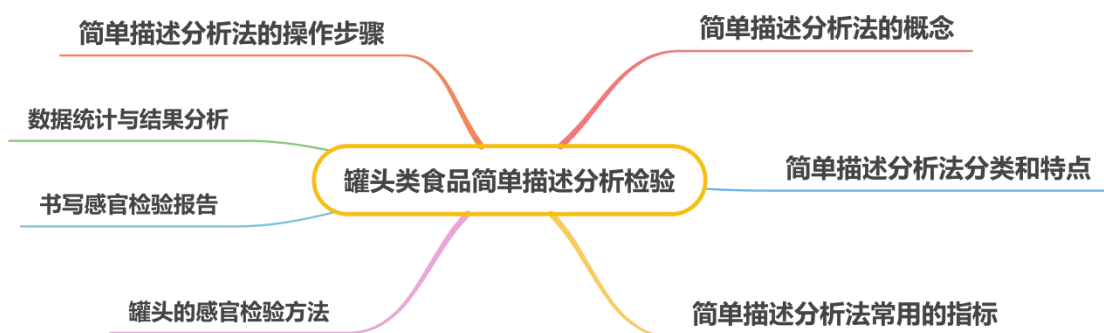 简单描述分析法的操作步骤
简单描述分析法的概念
数据统计与结果分析
罐头类食品简单描述分析检验
简单描述分析法分类和特点
书写感官检验报告
罐头的感官检验方法
简单描述分析法常用的指标